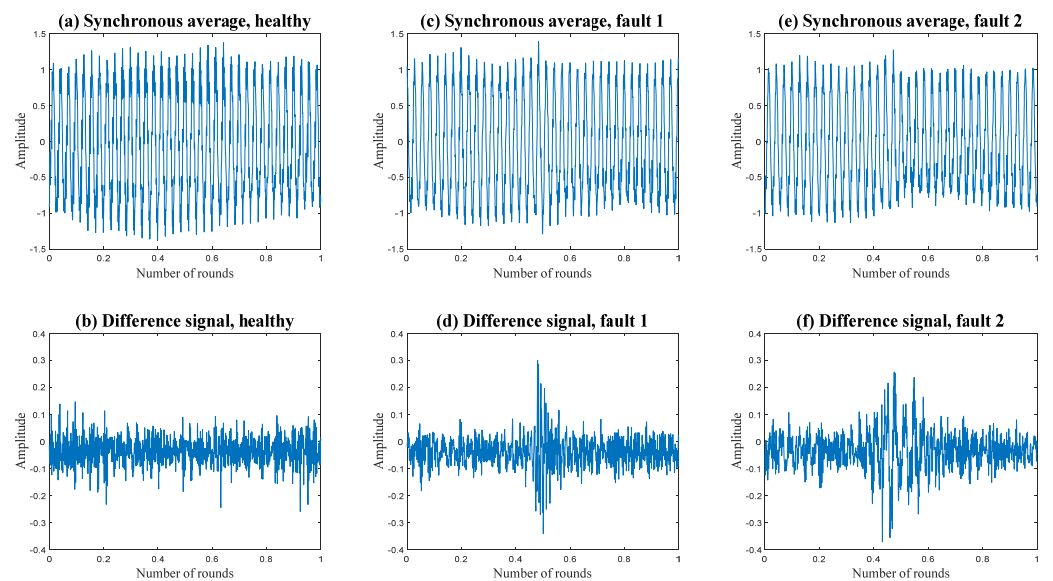 (a) Synchronous average, healthy
1.5
1
0.5
0
-0.5
-1
-1.5
Amplitude
0 0.2 0.4 0.6 0.8 1
Number of rounds
(c) Synchronous average, fault 1
1.5
1
0.5
0
-0.5
-1
-1.5
Amplitude
0 0.2 0.4 0.6 0.8 1
Number of rounds
(e) Synchronous average, fault 2
1.5
1
0.5
0
-0.5
-1
-1.5
Amplitude
0 0.2 0.4 0.6 0.8 1
Number of rounds
(b) Difference signal, healthy
0.4
0.3
0.2
0.1
0
-0.1
-0.2
-0.3
-0.4
Amplitude
0 0.2 0.4 0.6 0.8 1
Number of rounds
(d) Difference signal, fault 1
0.4
0.3
0.2
0.1
0
-0.1
-0.2
-0.3
-0.4
Amplitude
0 0.2 0.4 0.6 0.8 1
Number of rounds
(f) Difference signal, fault 2
0.4
0.3
0.2
0.1
0
-0.1
-0.2
-0.3
-0.4
Amplitude
0 0.2 0.4 0.6 0.8 1
Number of rounds